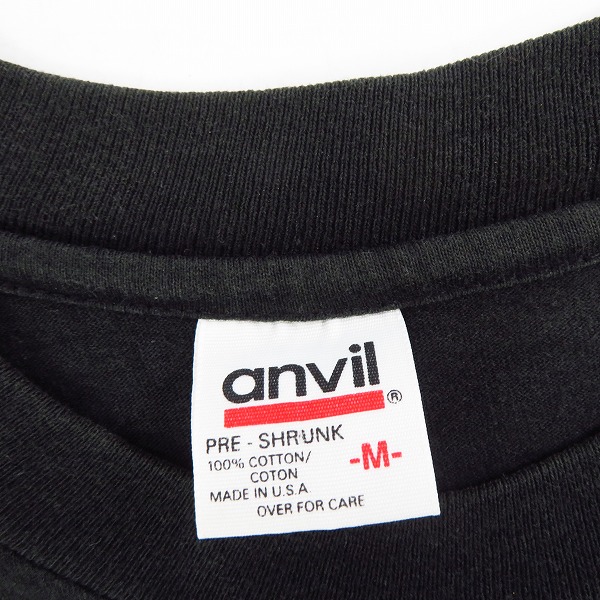 anvil®
PRE - SHRUNK
100% COTTON/
COTON
-M-
MADE IN U.S.A.
OVER FOR CARE